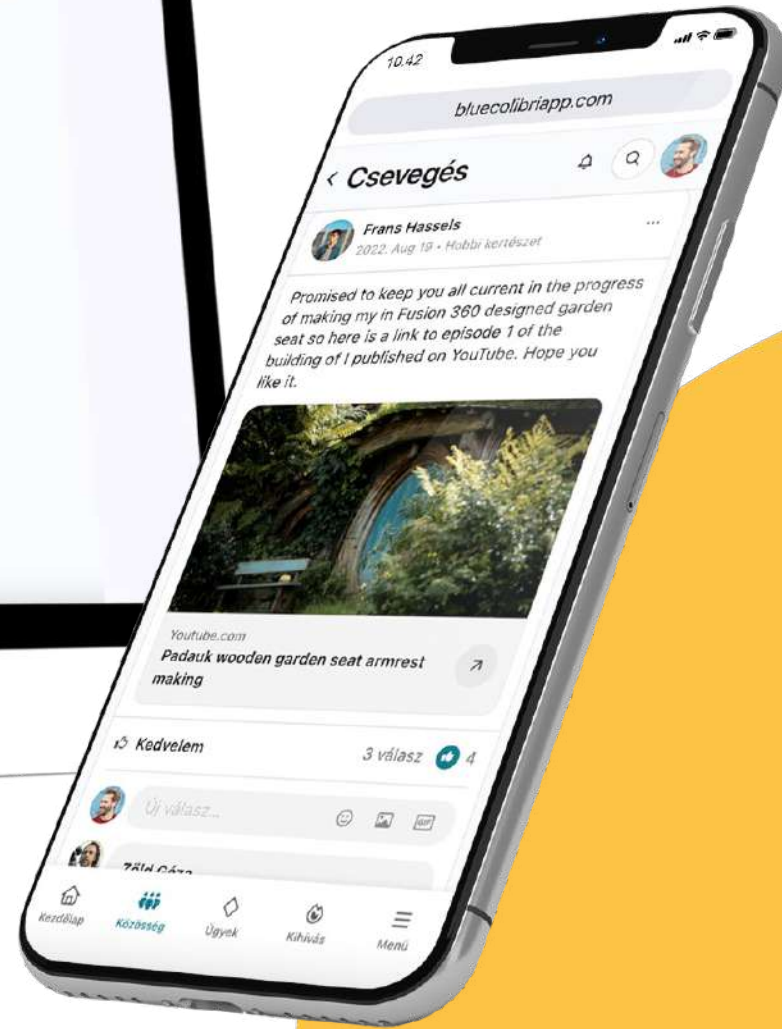 10.42
bluecolibriapp.com
Csevegés
Frans Hassels
2022. Aug 19 • Hobbi kertészet
Promised to keep you all current in the progress
of making my in Fusion 360 designed garden
seat so here is a link to episode 1 of the
building of I published on YouTube. Hope you
like it.
Youtube.com
Padauk wooden garden seat armrest
making
Kedvelem
3 válasz 4
Új válasz...
GIF
Zöld Géza
Kezdőlap
Közösség
Ügyek
Kihívás
Menü